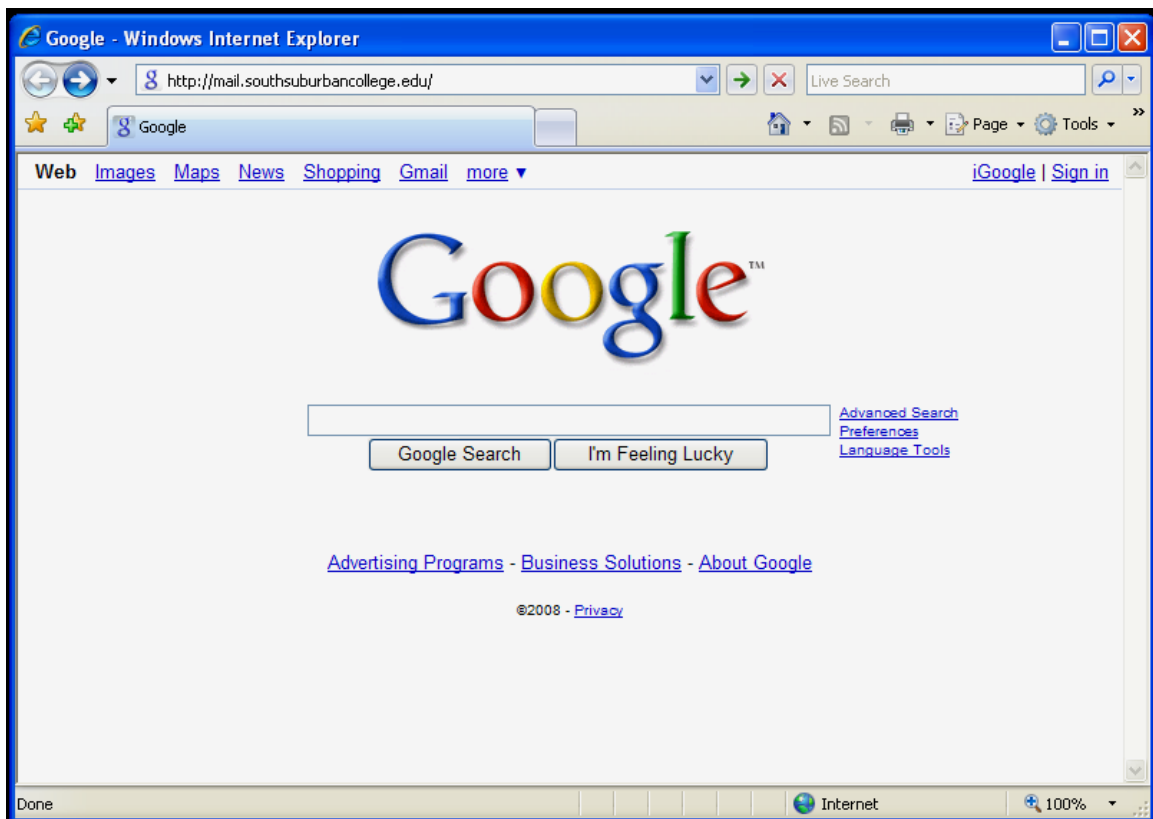 Google - Windows Internet Explorer
http://mail.southsuburbancollege.edu/
Live Search
Google
Page
Tools
Web Images Maps News Shopping Gmail more ▼
iGoogle | Sign in
Google™
Advanced Search
Preferences
Language Tools
Google Search
I'm Feeling Lucky
Advertising Programs - Business Solutions - About Google
©2008 - Privacy
Done
Internet
100%